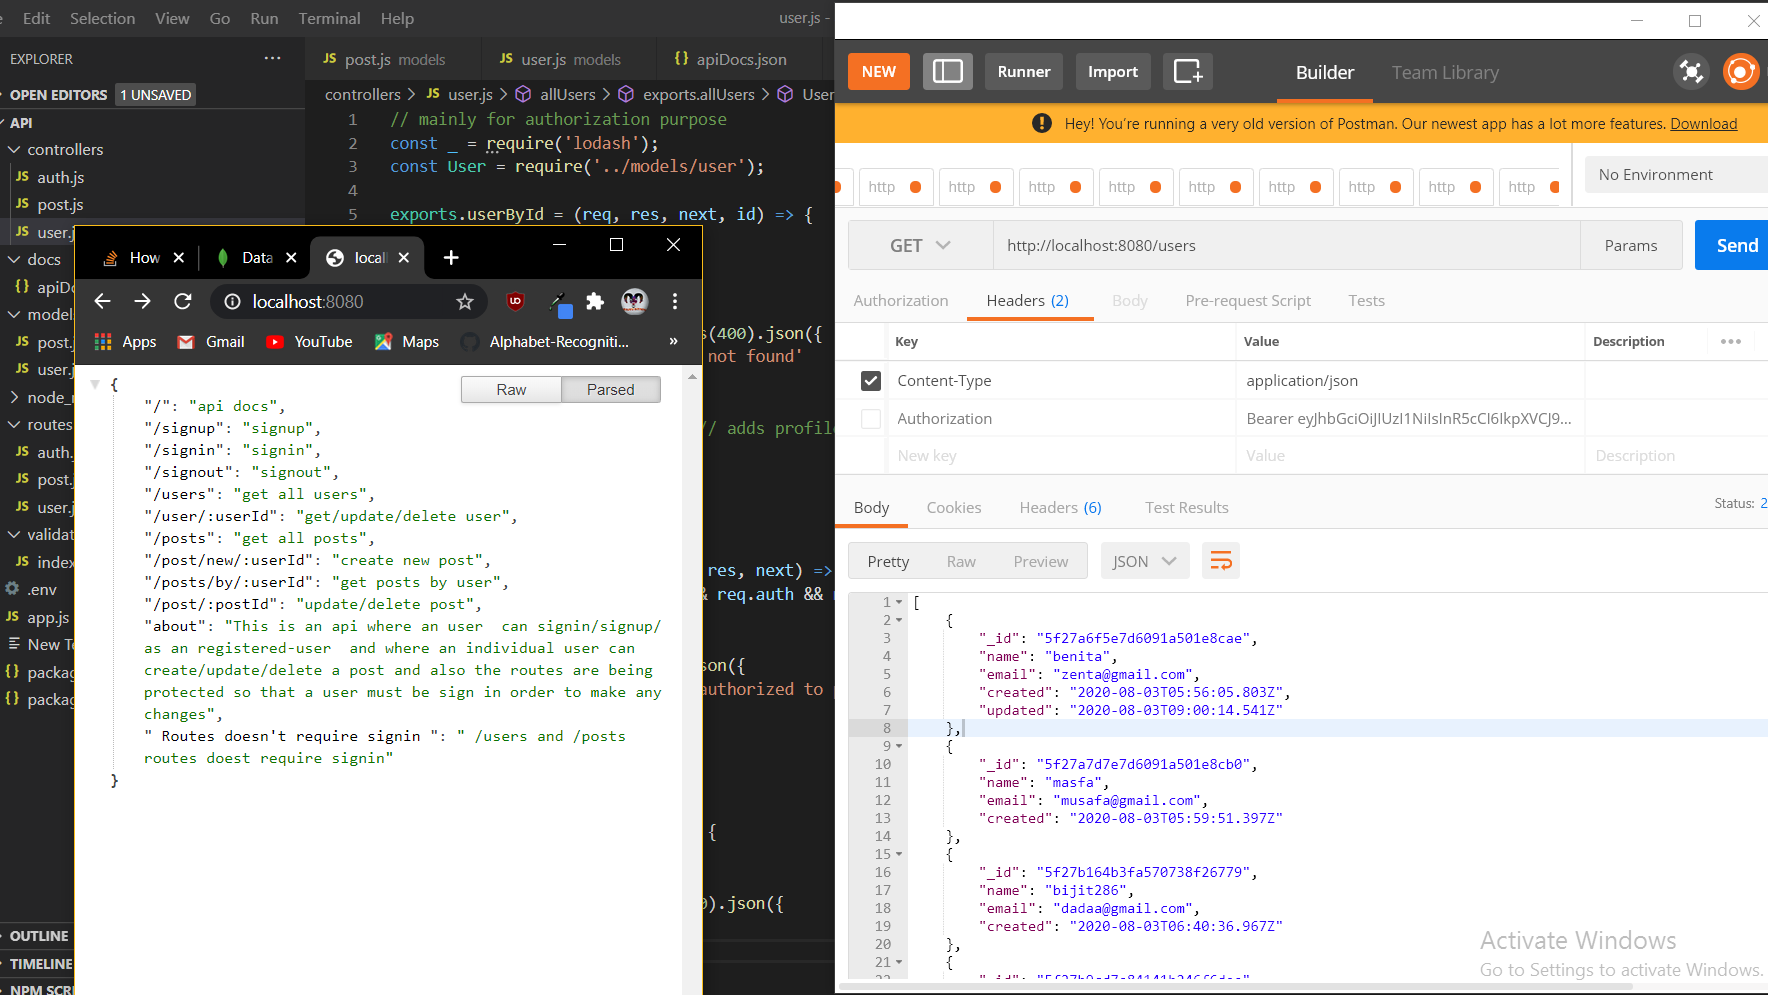 Edit Selection View Go Run Terminal Help
user.js -
EXPLORER
OPEN EDITORS 1 UNSAVED
API
controllers
JS auth.js
JS post.js
JS user.j
docs
{} apiDo
model
JS post.
JS user.j
node_
routes
JS auth.
JS post.
JS user.j
validat
JS index
.env
JS app.js
New Te
{} packag
{} packag
OUTLINE
TIMELINE
NPM SCR
JS post.js models
JS user.js models
{} apiDocs.json
controllers > JS user.js > allUsers > exports.allUsers > User
1 // mainly for authorization purpose
2 const _ = require('lodash');
3 const User = require('../models/user');
4
5 exports.userById = (req, res, next, id) => {
s(400).json({
not found'
// adds profile
res, next) =>
& req.auth &&
son({
authorized to
{
0).json({
How
Data
local
localhost:8080
Apps Gmail YouTube Maps Alphabet-Recogniti... »
Raw Parsed
{
"/": "api docs",
"/signup": "signup",
"/signin": "signin",
"/signout": "signout",
"/users": "get all users",
"/user/:userId": "get/update/delete user",
"/posts": "get all posts",
"/post/new/:userId": "create new post",
"/posts/by/:userId": "get posts by user",
"/post/:postId": "update/delete post",
"about": "This is an api where an user  can signin/signup/
as an registered-user  and where an individual user can
create/update/delete a post and also the routes are being
protected so that a user must be sign in order to make any
changes",
" Routes doesn't require signin ": " /users and /posts
routes doest require signin"
}
NEW Runner Import Builder Team Library
Hey! You're running a very old version of Postman. Our newest app has a lot more features. Download
http http http http http http http http http
No Environment
GET http://localhost:8080/users Params Send
Authorization Headers (2) Body Pre-request Script Tests
Key Value Description
Content-Type application/json
Authorization Bearer eyJhbGciOiJIUzI1NiIsInR5cCI6IkpXVCJ9...
New key Value Description
Body Cookies Headers (6) Test Results Status: 2
Pretty Raw Preview JSON
1 [
2 {
3 "_id": "5f27a6f5e7d6091a501e8cae",
4 "name": "benita",
5 "email": "zenta@gmail.com",
6 "created": "2020-08-03T05:56:05.803Z",
7 "updated": "2020-08-03T09:00:14.541Z"
8 },
9 {
10 "_id": "5f27a7d7e7d6091a501e8cb0",
11 "name": "masfa",
12 "email": "musafa@gmail.com",
13 "created": "2020-08-03T05:59:51.397Z"
14 },
15 {
16 "_id": "5f27b164b3fa570738f26779",
17 "name": "bijit286",
18 "email": "dadaa@gmail.com",
19 "created": "2020-08-03T06:40:36.967Z"
20 },
21 {
Activate Windows
Go to Settings to activate Windows.